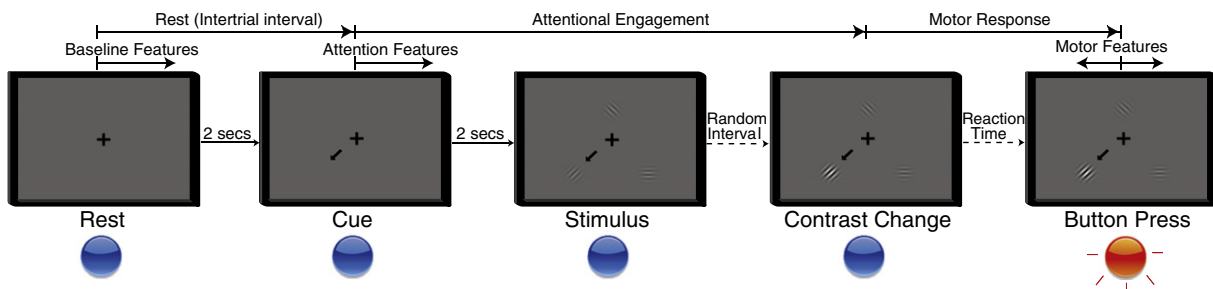 Rest (Intertrial interval)
Attentional Engagement
Motor Response
Baseline Features
Attention Features
Motor Features
2 secs
2 secs
Random
Interval
Reaction
Time
Rest
Cue
Stimulus
Contrast Change
Button Press